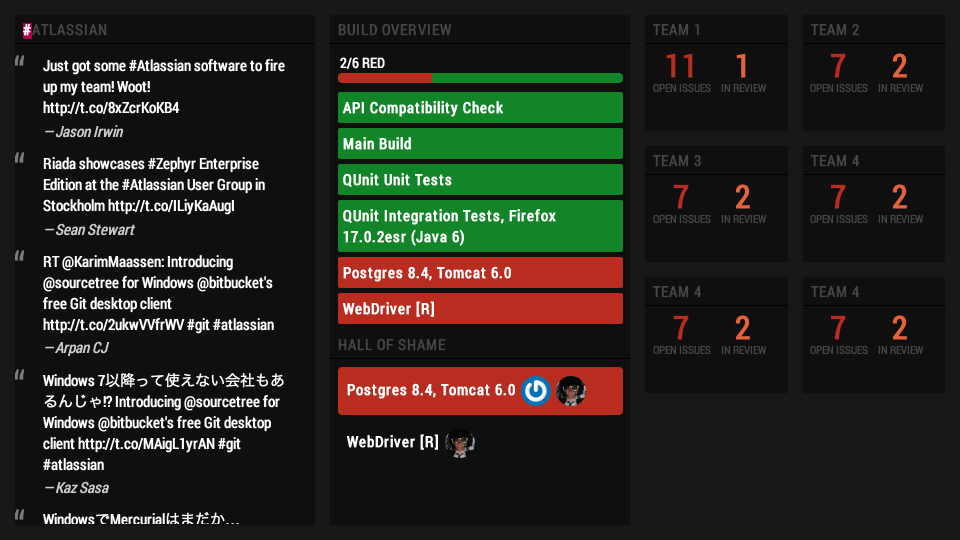 #ATLASSIAN
“
Just got some #Atlassian software to fire
up my team! Woot!
http://t.co/8xZcrKoKB4
—Jason Irwin
“
Riada showcases #Zephyr Enterprise
Edition at the #Atlassian User Group in
Stockholm http://t.co/ILiyKaAugI
—Sean Stewart
“
RT @KarimMaassen: Introducing
@sourcetree for Windows @bitbucket's
free Git desktop client
http://t.co/2ukwVVfrWV #git #atlassian
—Arpan CJ
“
Windows 7以降って使えない会社もあ
るんじゃ!? Introducing @sourcetree for
Windows @bitbucket's free Git desktop
client http://t.co/MAigL1yrAN #git
#atlassian
—Kaz Sasa
“
WindowsでMercurialはまだか...
BUILD OVERVIEW
2/6 RED
API Compatibility Check
Main Build
QUnit Unit Tests
QUnit Integration Tests, Firefox
17.0.2esr (Java 6)
Postgres 8.4, Tomcat 6.0
WebDriver [R]
HALL OF SHAME
Postgres 8.4, Tomcat 6.0
WebDriver [R]
TEAM 1
11 1
OPEN ISSUES IN REVIEW
TEAM 2
7 2
OPEN ISSUES IN REVIEW
TEAM 3
7 2
OPEN ISSUES IN REVIEW
TEAM 4
7 2
OPEN ISSUES IN REVIEW
TEAM 4
7 2
OPEN ISSUES IN REVIEW
TEAM 4
7 2
OPEN ISSUES IN REVIEW